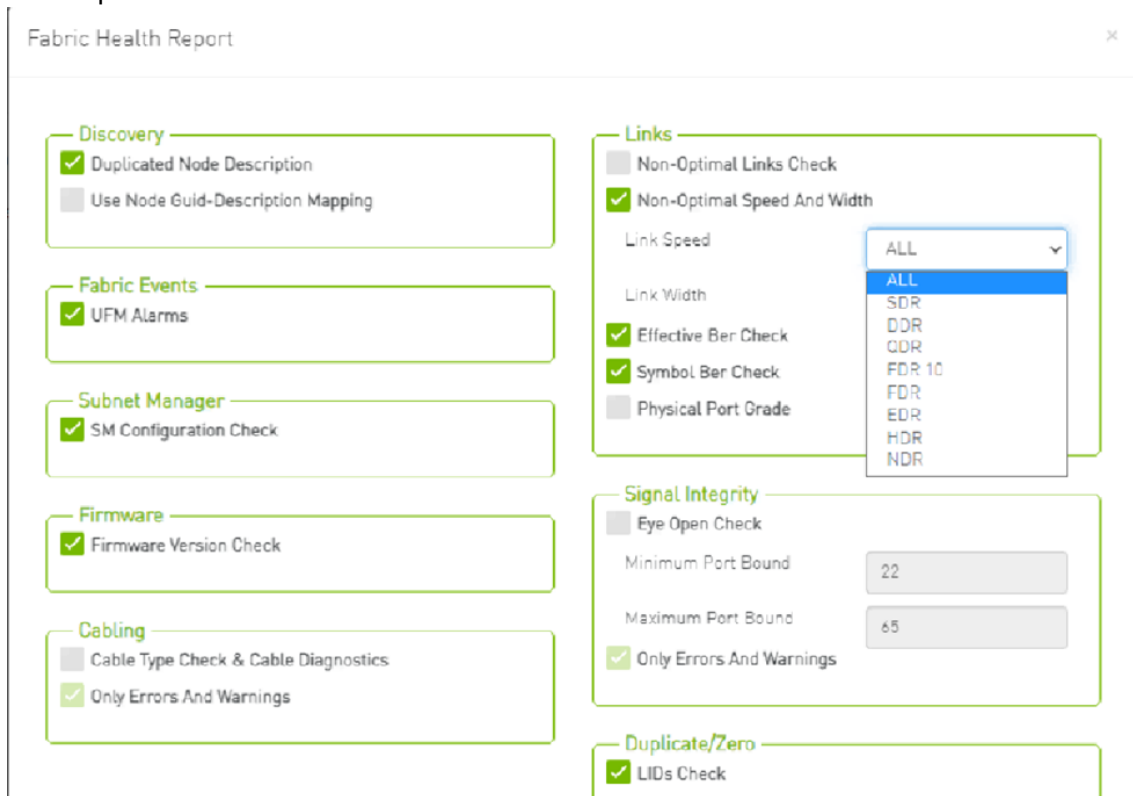 Fabric Health Report
×
Discovery
Duplicated Node Description
Use Node Guid-Description Mapping
Fabric Events
UFM Alarms
Subnet Manager
SM Configuration Check
Firmware
Firmware Version Check
Cabling
Cable Type Check & Cable Diagnostics
Only Errors And Warnings
Links
Non-Optimal Links Check
Non-Optimal Speed And Width
Link Speed
ALL
ALL
SDR
DDR
QDR
FDR 10
FDR
EDR
HDR
NDR
Link Width
Effective Ber Check
Symbol Ber Check
Physical Port Grade
Signal Integrity
Eye Open Check
Minimum Port Bound
22
Maximum Port Bound
65
Only Errors And Warnings
Duplicate/Zero
LIDs Check